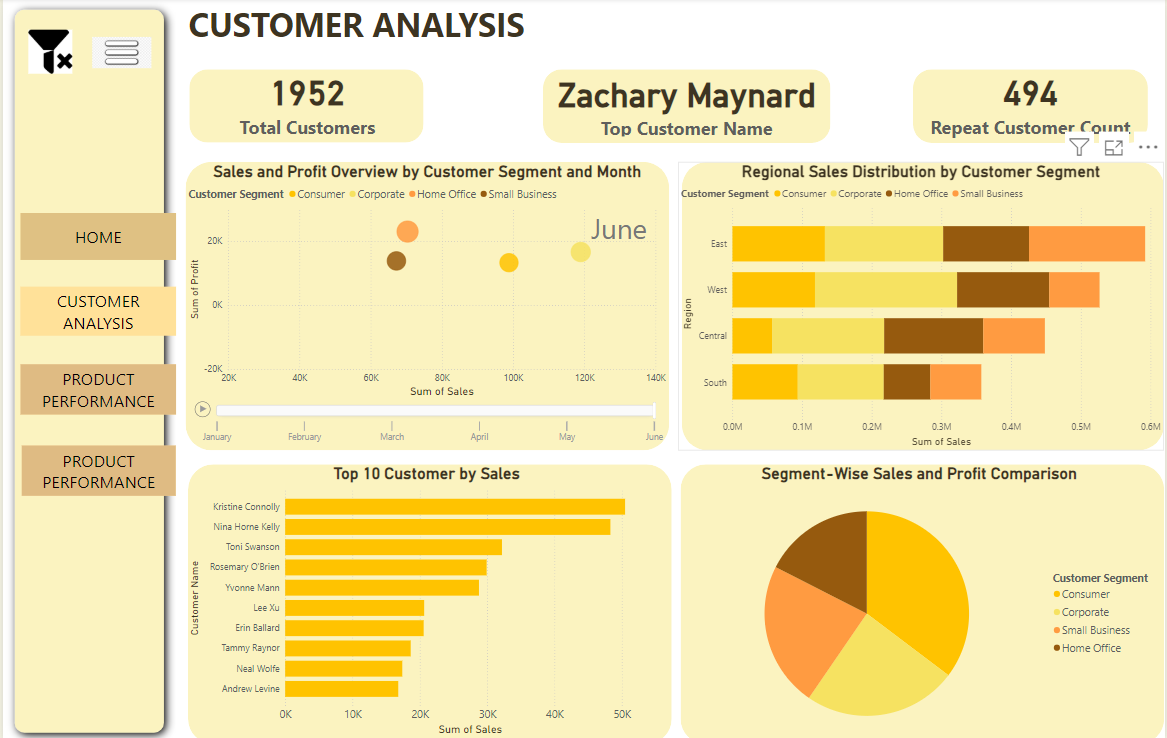 CUSTOMER ANALYSIS
1952
Total Customers
Zachary Maynard
Top Customer Name
494
Repeat Customer Count
HOME
CUSTOMER
ANALYSIS
PRODUCT
PERFORMANCE
PRODUCT
PERFORMANCE
Sales and Profit Overview by Customer Segment and Month
Customer Segment Consumer Corporate Home Office Small Business
June
Sum of Profit
20K
0K
-20K
20K 40K 60K 80K 100K 120K 140K
Sum of Sales
January February March April May June
Regional Sales Distribution by Customer Segment
Customer Segment Consumer Corporate Home Office Small Business
Region
East
West
Central
South
0.0M 0.1M 0.2M 0.3M 0.4M 0.5M 0.6M
Sum of Sales
Top 10 Customer by Sales
Customer Name
Kristine Connolly
Nina Horne Kelly
Toni Swanson
Rosemary O'Brien
Yvonne Mann
Lee Xu
Erin Ballard
Tammy Raynor
Neal Wolfe
Andrew Levine
0K 10K 20K 30K 40K 50K
Sum of Sales
Segment-Wise Sales and Profit Comparison
Customer Segment
Consumer
Corporate
Small Business
Home Office